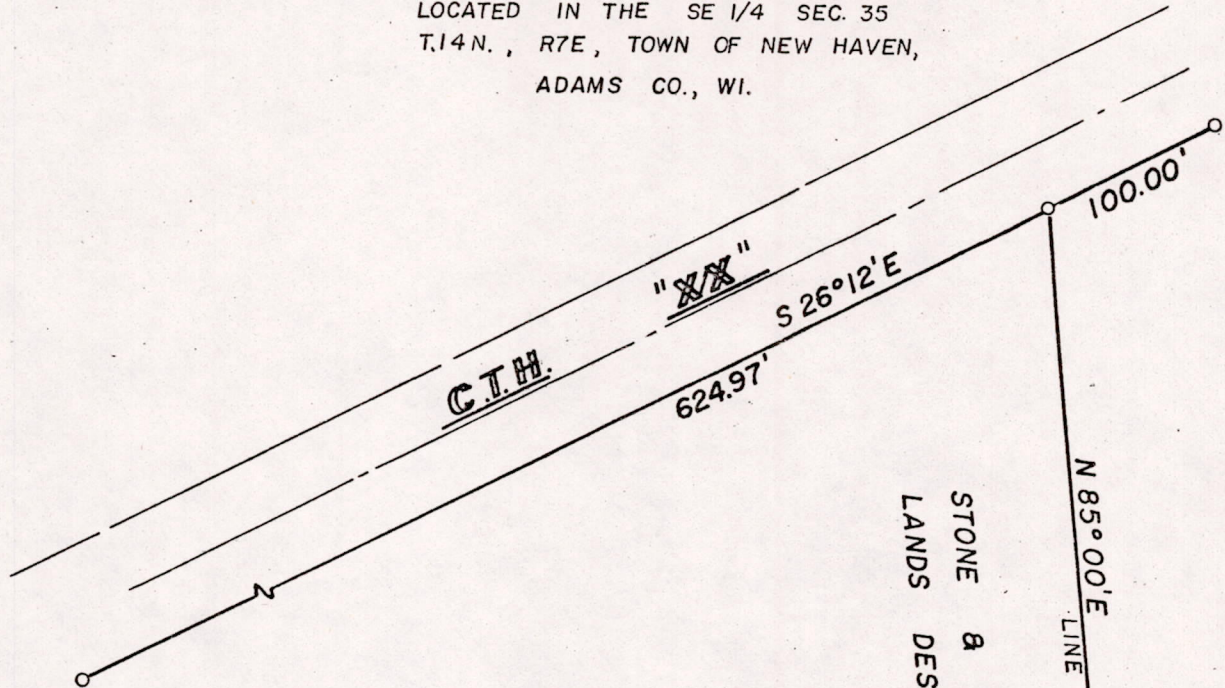 LOCATED IN THE SE 1/4 SEC. 35
T.14 N., R7E, TOWN OF NEW HAVEN,
ADAMS CO., WI.
100.00'
C.T.H. "XX"
S 26°12'E
624.97'
N 85°00'E
LINE
STONE &
LANDS DES